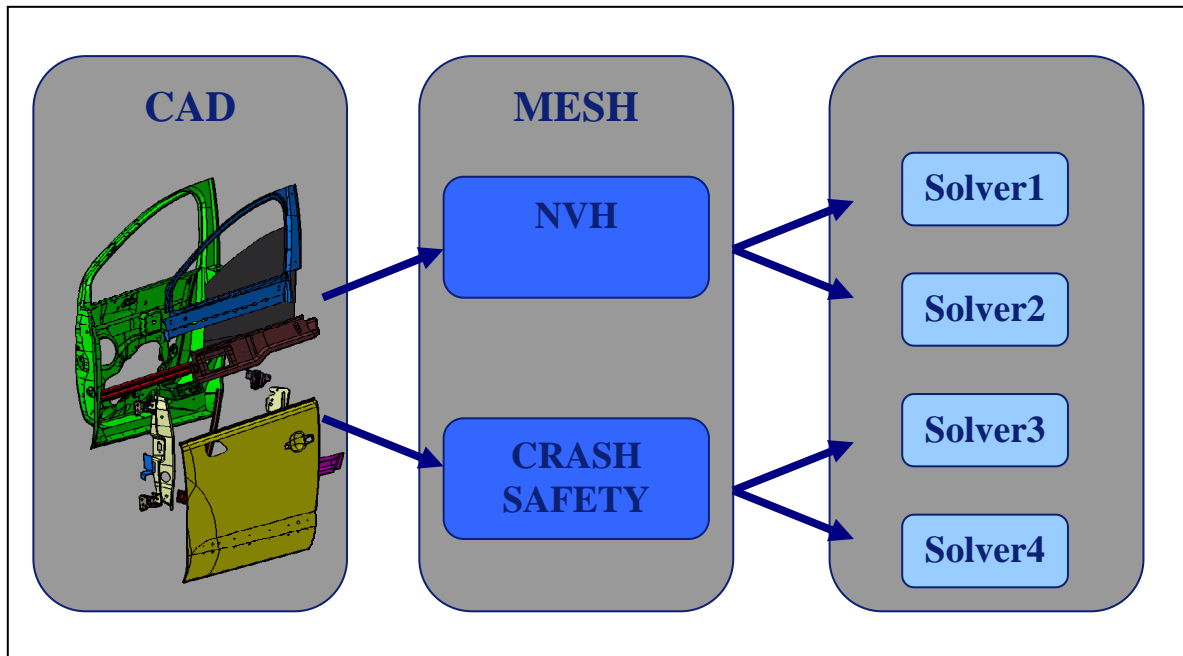 CAD
MESH
NVH
CRASH
SAFETY
Solver1
Solver2
Solver3
Solver4